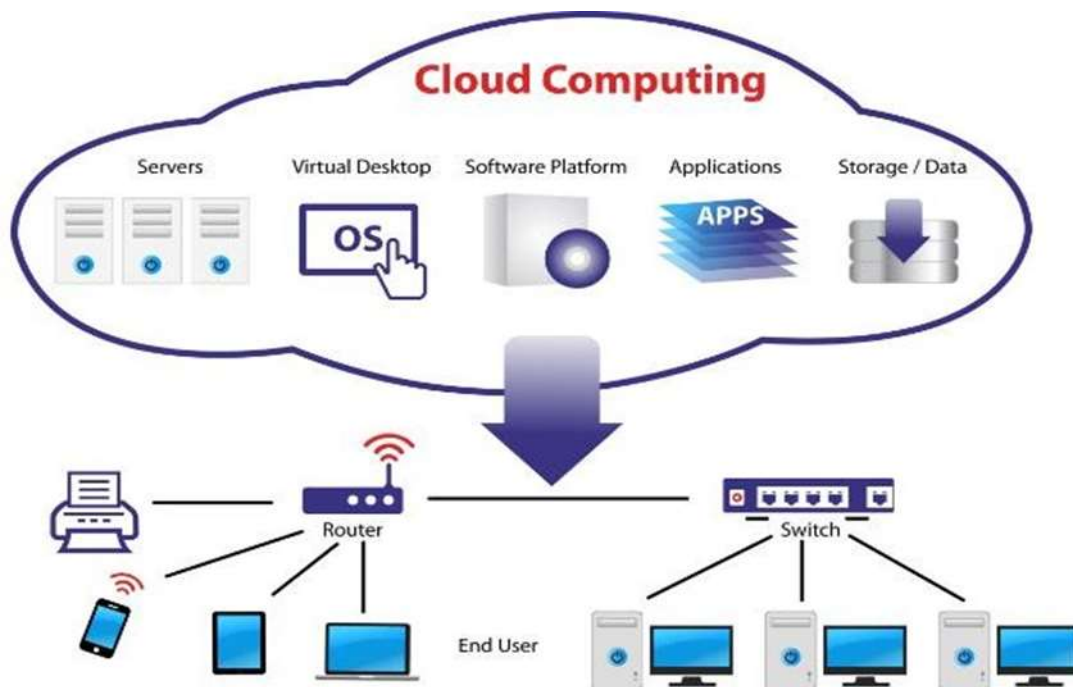 Cloud Computing
Servers
Virtual Desktop
Software Platform
Applications
Storage / Data
OS
APPS
Router
Switch
End User